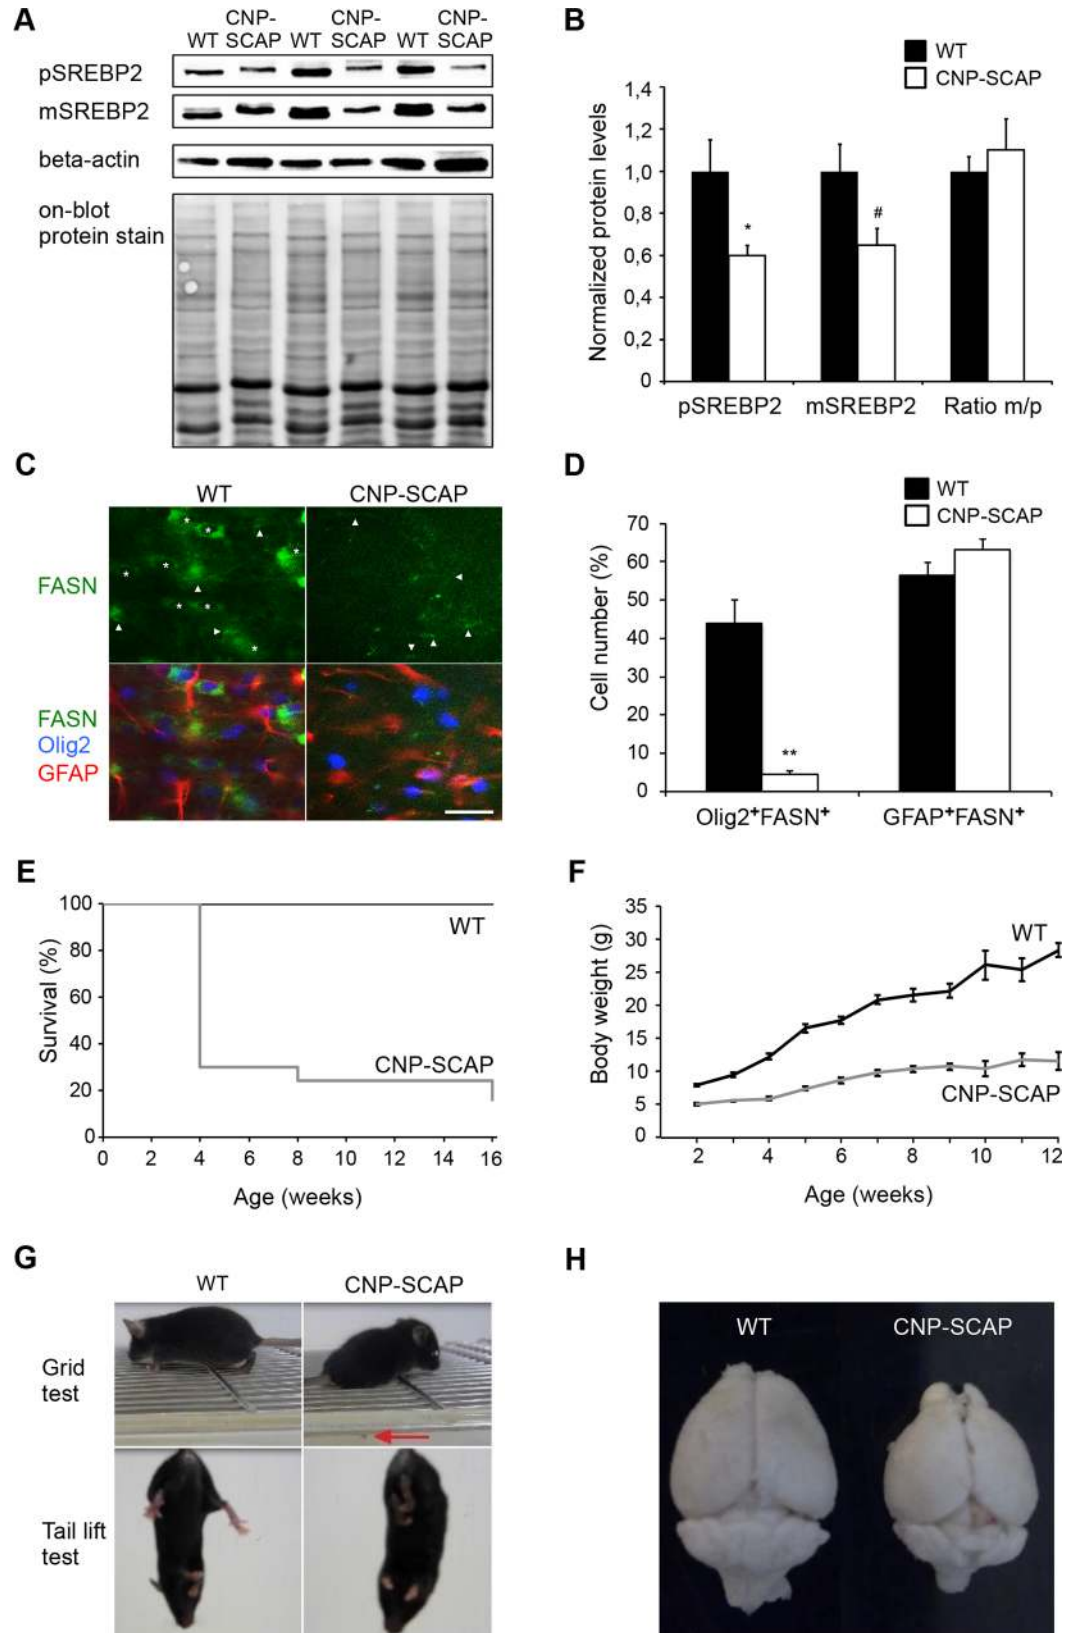 A
WT CNP-SCAP WT CNP-SCAP WT CNP-SCAP
pSREBP2
mSREBP2
beta-actin
on-blot
protein stain
B
WT
CNP-SCAP
Normalized protein levels
1,4
1,2
1,0
0,8
0,6
0,4
0,2
0
*
#
pSREBP2 mSREBP2 Ratio m/p
C
WT CNP-SCAP
FASN
FASN
Olig2
GFAP
D
WT
CNP-SCAP
Cell number (%)
70
60
50
40
30
20
10
0
**
Olig2+FASN+ GFAP+FASN+
E
Survival (%)
100
80
60
40
20
0
WT
CNP-SCAP
0 2 4 6 8 10 12 14 16
Age (weeks)
F
Body weight (g)
35
30
25
20
15
10
5
0
WT
CNP-SCAP
2 4 6 8 10 12
Age (weeks)
G
WT CNP-SCAP
Grid
test
Tail lift
test
H
WT CNP-SCAP